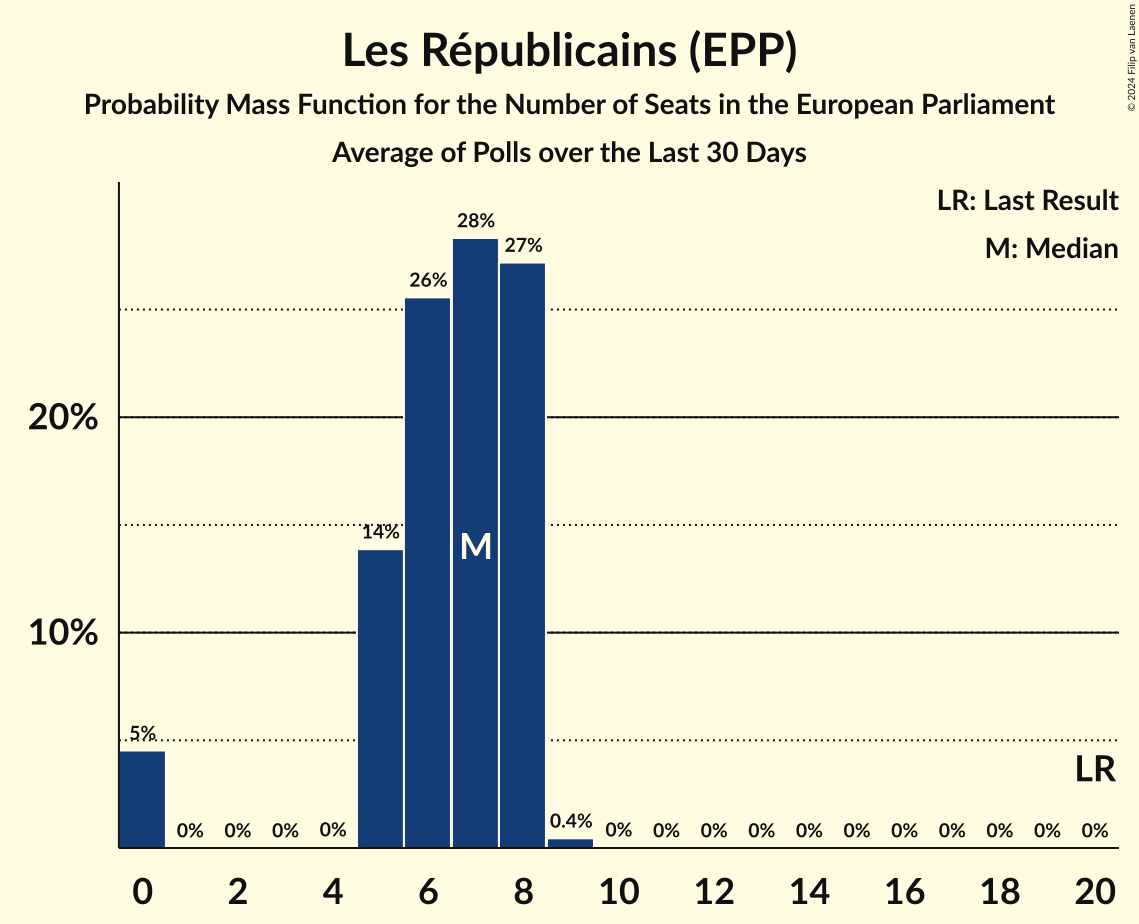 Les Républicains (EPP)
Probability Mass Function for the Number of Seats in the European Parliament
Average of Polls over the Last 30 Days
© 2024 Filip van Laenen
LR: Last Result
M: Median
28%
27%
26%
20%
14%
M
10%
5%
LR
0% 0% 0% 0% 0.4% 0% 0% 0% 0% 0% 0% 0% 0% 0% 0% 0%
0 2 4 6 8 10 12 14 16 18 20